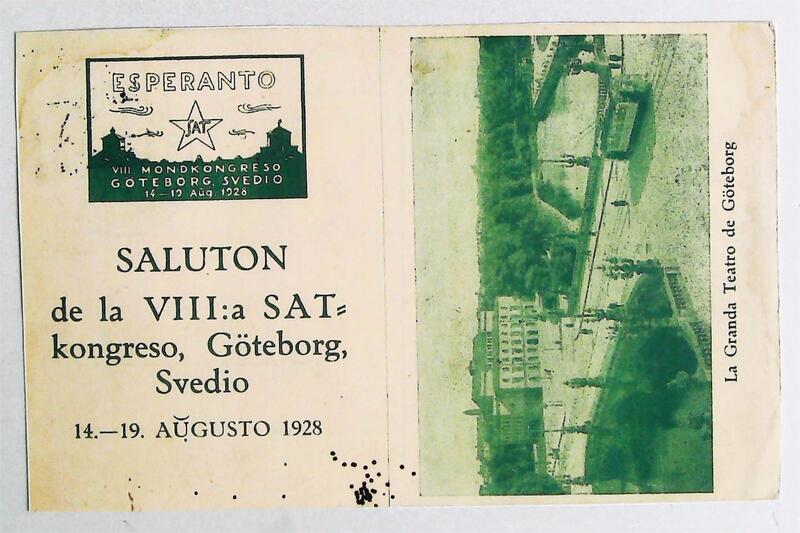 ESPERANTO
SAT
VIII. MONDKONGRESO
GÖTEBORG, SVEDIO
14—19 Aŭg. 1928
SALUTON
de la VIII:a SAT-
kongreso, Göteborg,
Svedio
14.—19. AŬGUSTO 1928
La Granda Teatro de Göteborg